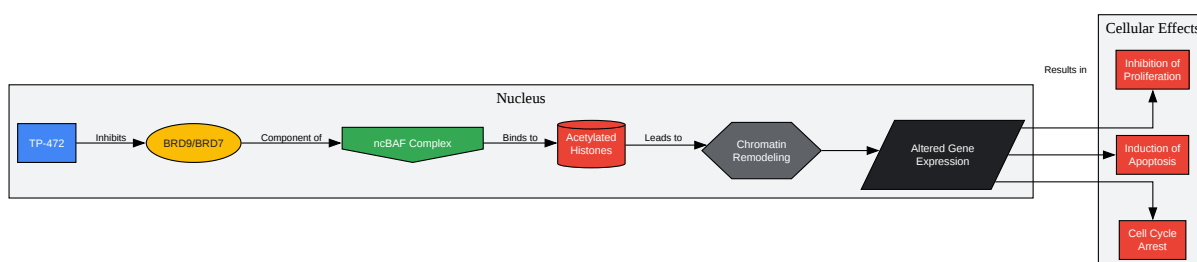 Cellular Effects
Inhibition of
Proliferation
Results in
Nucleus
TP-472
Inhibits
BRD9/BRD7
Component of
ncBAF Complex
Binds to
Acetylated
Histones
Leads to
Chromatin
Remodeling
Altered Gene
Expression
Induction of
Apoptosis
Cell Cycle
Arrest